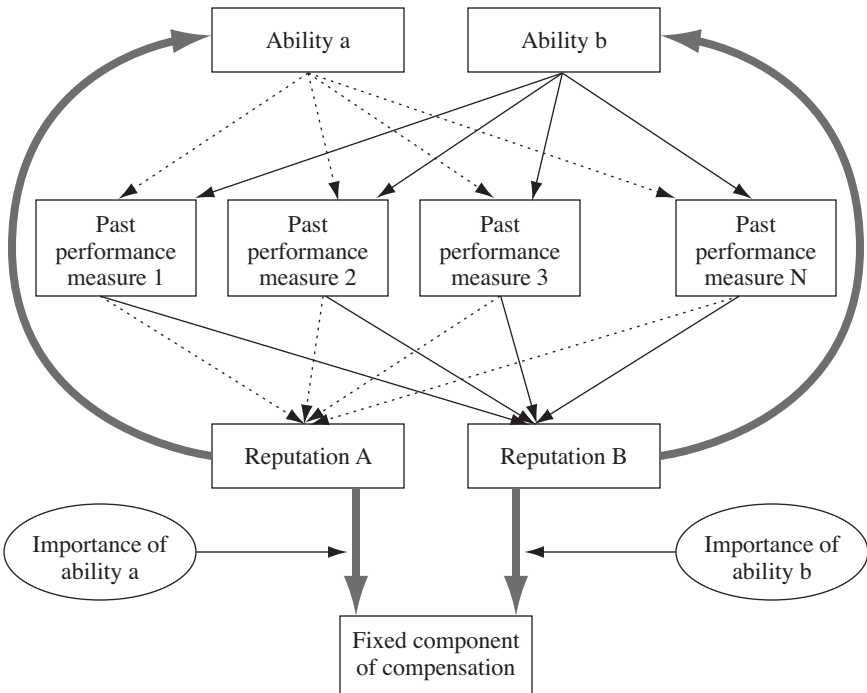 Ability a
Ability b
Past
performance
measure 1
Past
performance
measure 2
Past
performance
measure 3
Past
performance
measure N
Reputation A
Reputation B
Importance of
ability a
Importance of
ability b
Fixed component
of compensation